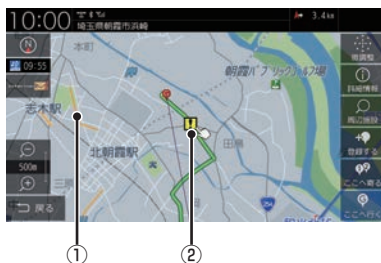 10:00
埼玉県朝霞市浜崎
3.4km
N
本町
朝霞パブリックゴルフ場
微調整
09:55
詳細情報
志木駅
周辺施設
田島
北朝霞駅
登録する
500m
三原
254
ここへ寄る
戻る
ここへ行く
①
②